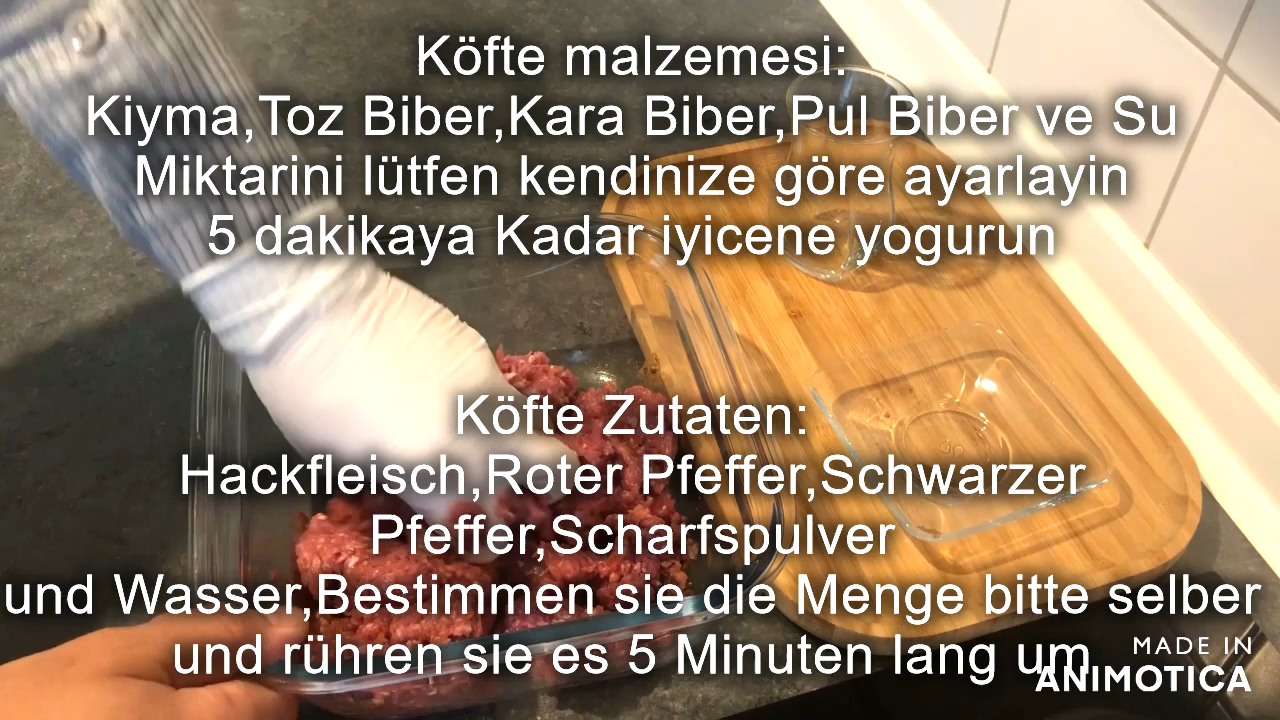 Köfte malzemesi:
Kiyma,Toz Biber,Kara Biber,Pul Biber ve Su
Miktarini lütfen kendinize göre ayarlayin
5 dakikaya Kadar iyicene yogurun
Köfte Zutaten:
Hackfleisch,Roter Pfeffer,Schwarzer
Pfeffer,Scharfspulver
und Wasser,Bestimmen sie die Menge bitte selber
und rühren sie es 5 Minuten lang um
MADE IN
ANIMOTICA